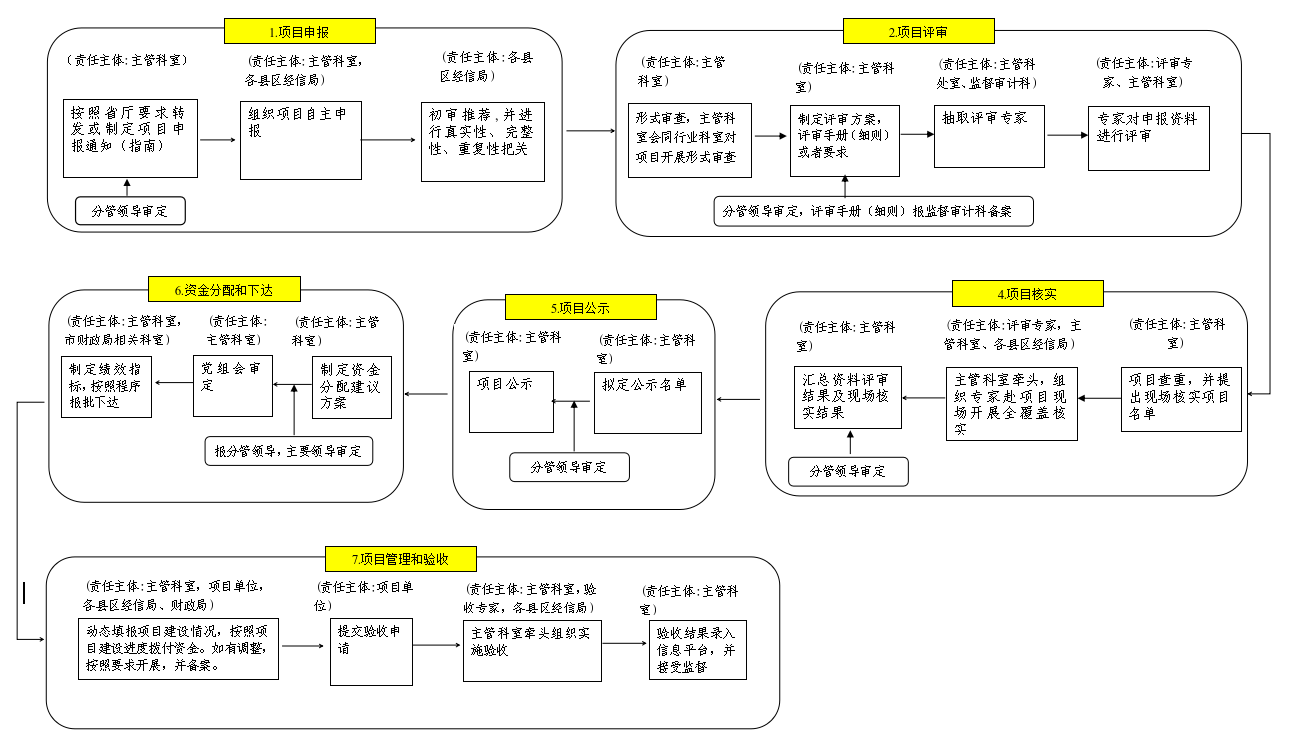 1.项目申报
（责任主体：主管科室）
按照省厅要求转
发或制定项目申
报通知（指南）
分管领导审定
（责任主体：主管科室，
各县区经信局）
组织项目自主申
报
（责任主体：各县
区经信局）
初审推荐，并进
行真实性、完整
性、重复性把关
2.项目评审
（责任主体：主管
科室）
形式审查，主管科
室会同行业科室对
项目开展形式审查
（责任主体：主管科
室）
制定评审方案，
评审手册（细则）
或者要求
分管领导审定，评审手册（细则）报监督审计科备案
（责任主体：主管科
处室、监督审计科）
抽取评审专家
（责任主体：评审专
家、主管科室）
专家对申报资料
进行评审
4.项目核实
（责任主体：主管科
室）
项目查重，并提
出现场核实项目
名单
（责任主体：评审专家，主
管科室、各县区经信局）
主管科室牵头，组
织专家赴项目现
场开展全覆盖核
实
（责任主体：主管科
室）
汇总资料评审
结果及现场核
实结果
分管领导审定
5.项目公示
（责任主体：主管科
室）
拟定公示名单
（责任主体：主管科
室）
项目公示
分管领导审定
6.资金分配和下达
（责任主体：主管
科室）
制定资金
分配建议
方案
（责任主体：
主管科室）
党组会审
定
报分管领导，主要领导审定
（责任主体：主管科室，
市财政局相关科室）
制定绩效指
标，按照程序
报批下达
7.项目管理和验收
（责任主体：主管科室，项目单位，
各县区经信局、财政局）
动态填报项目建设情况，按照项
目建设进度拨付资金。如有调整，
按照要求开展，并备案。
（责任主体：项目单
位）
提交验收申
请
（责任主体：主管科室，验
收专家，各县区经信局）
主管科室牵头组织实
施验收
（责任主体：主管科
室）
验收结果录入
信息平台，并
接受监督